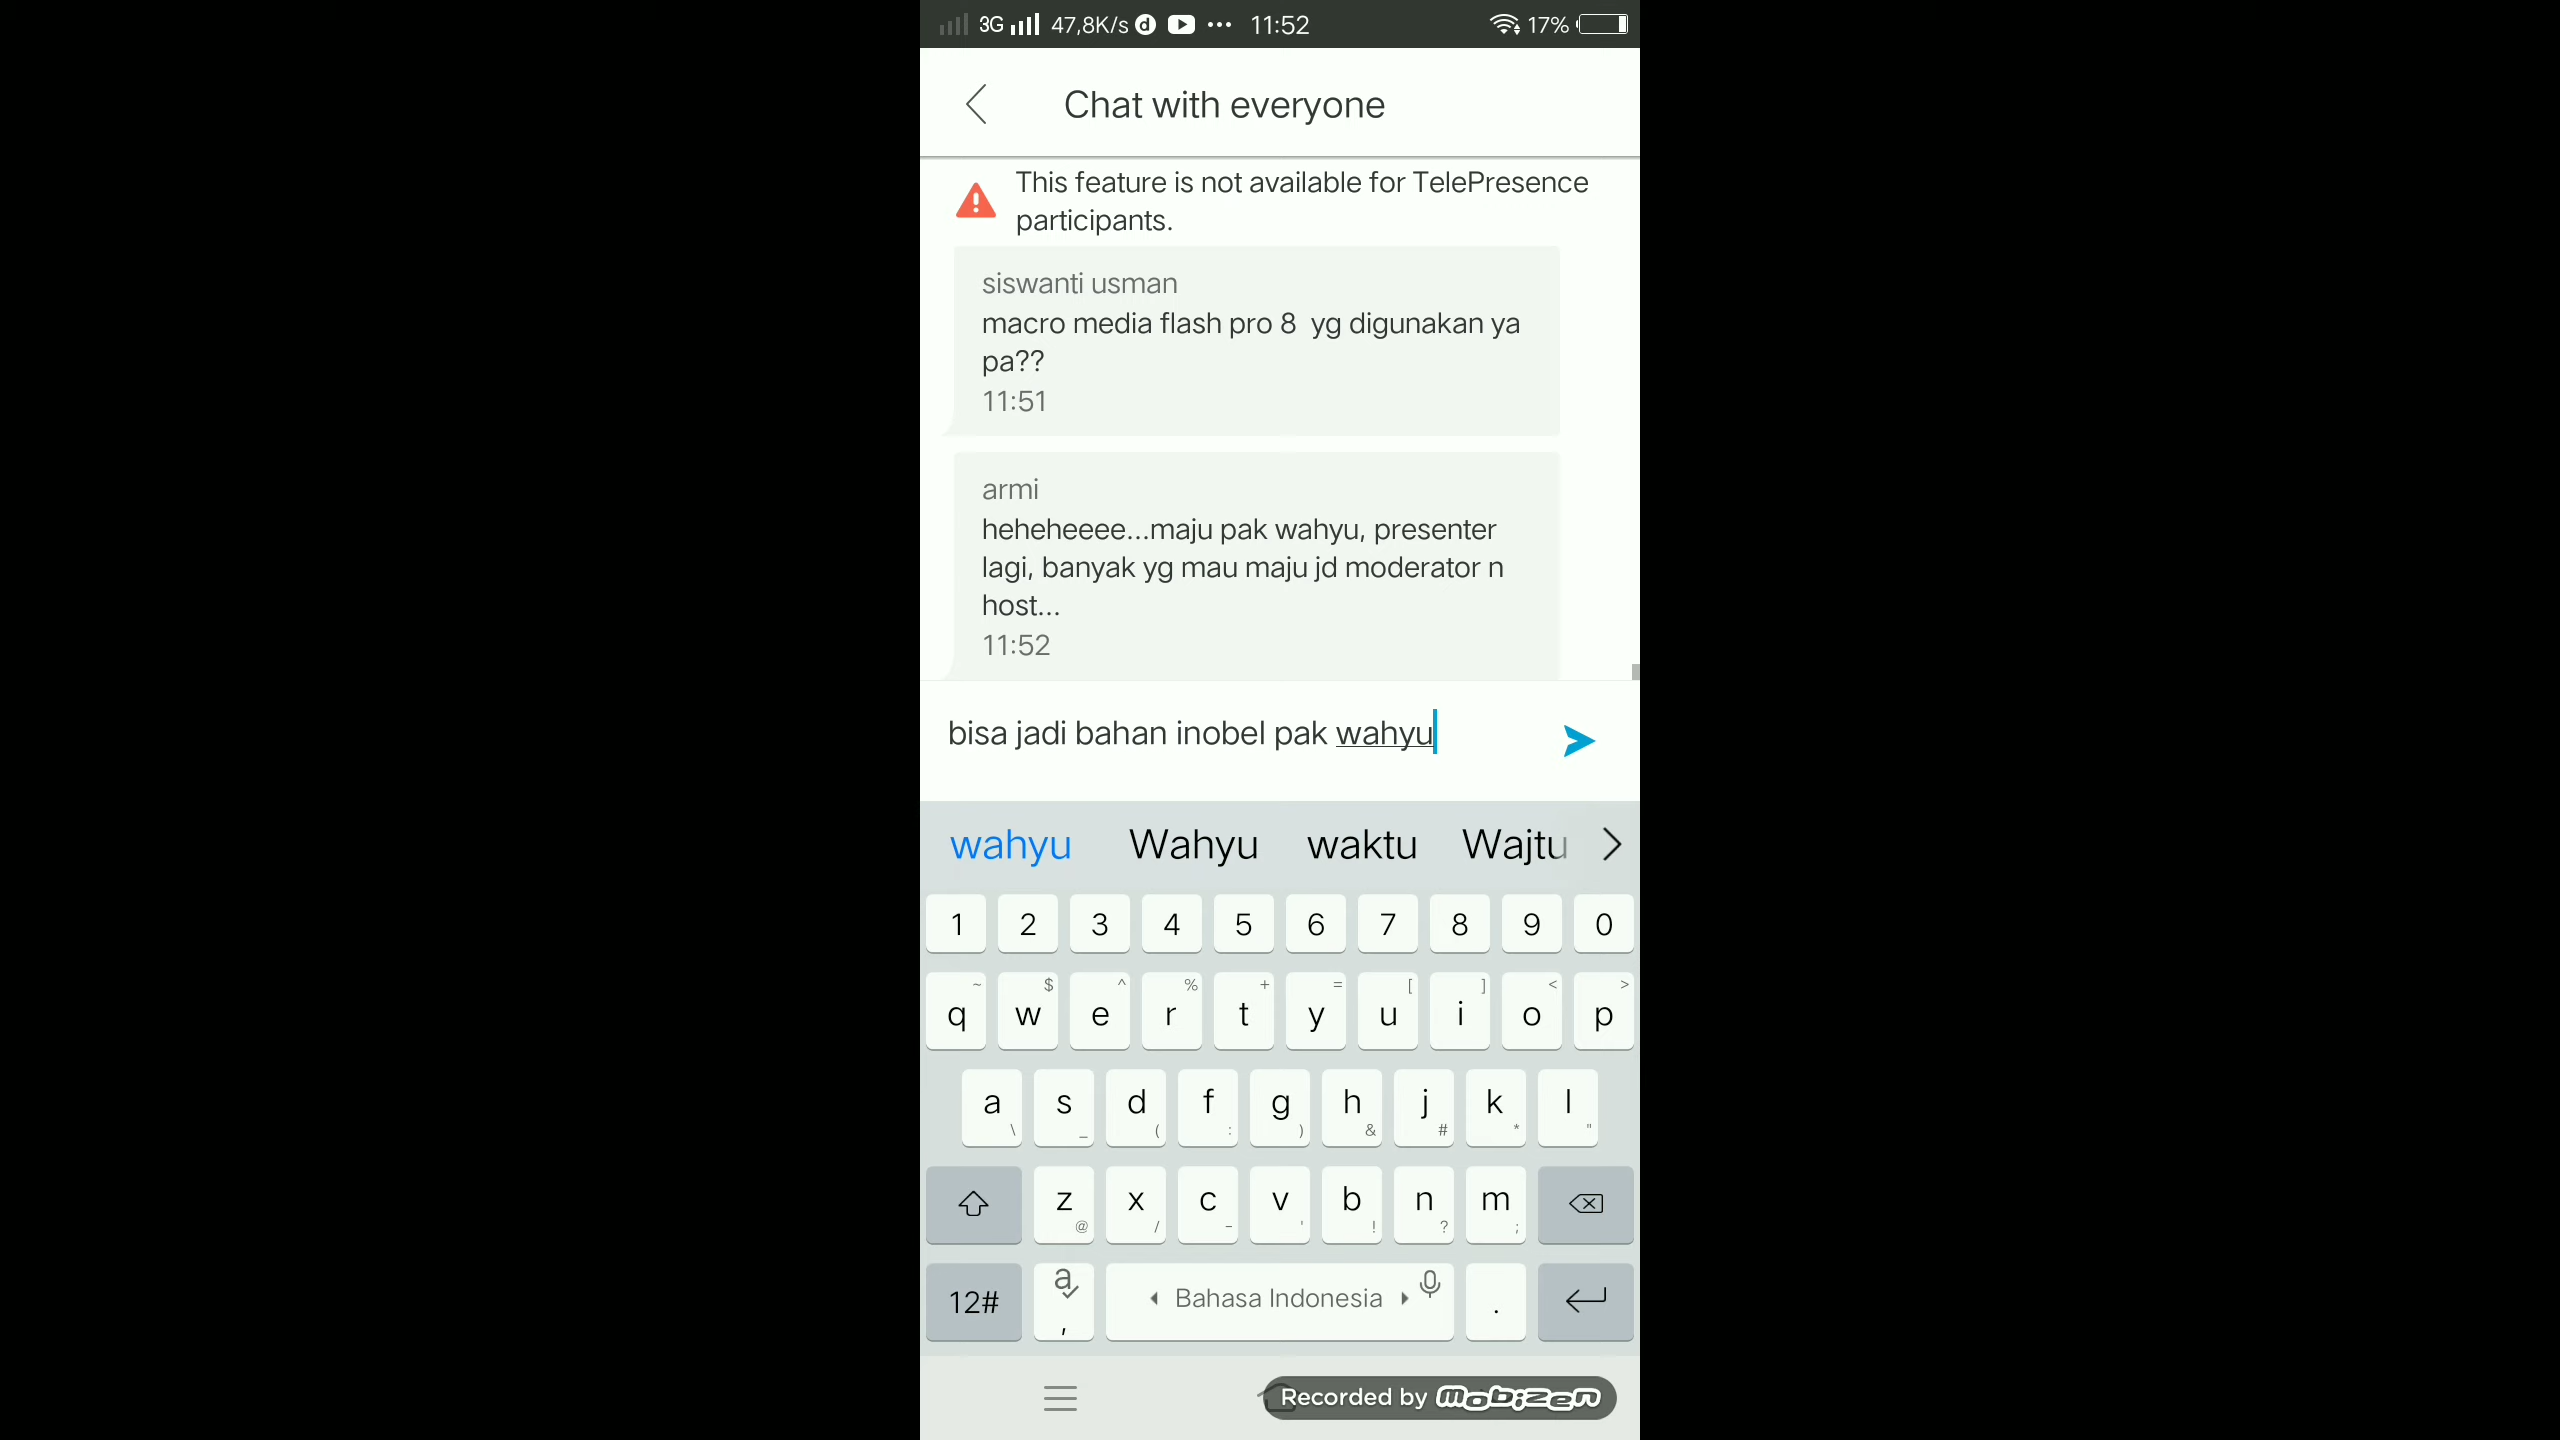 3G 47,8K/s d ... 11:52 17%
Chat with everyone
This feature is not available for TelePresence
participants.
siswanti usman
macro media flash pro 8  yg digunakan ya
pa??
11:51
armi
heheheeee...maju pak wahyu, presenter
lagi, banyak yg mau maju jd moderator n
host...
11:52
bisa jadi bahan inobel pak wahyu
wahyu Wahyu waktu Wajtu
1 2 3 4 5 6 7 8 9 0
~ $ ^ % + = [ ] < >
q w e r t y u i o p
a s d f g h j k l
\ _ ( : ) & # * "
z x c v b n m
@ / - ' ! ? ;
12# a , Bahasa Indonesia .
Recorded by mobizen